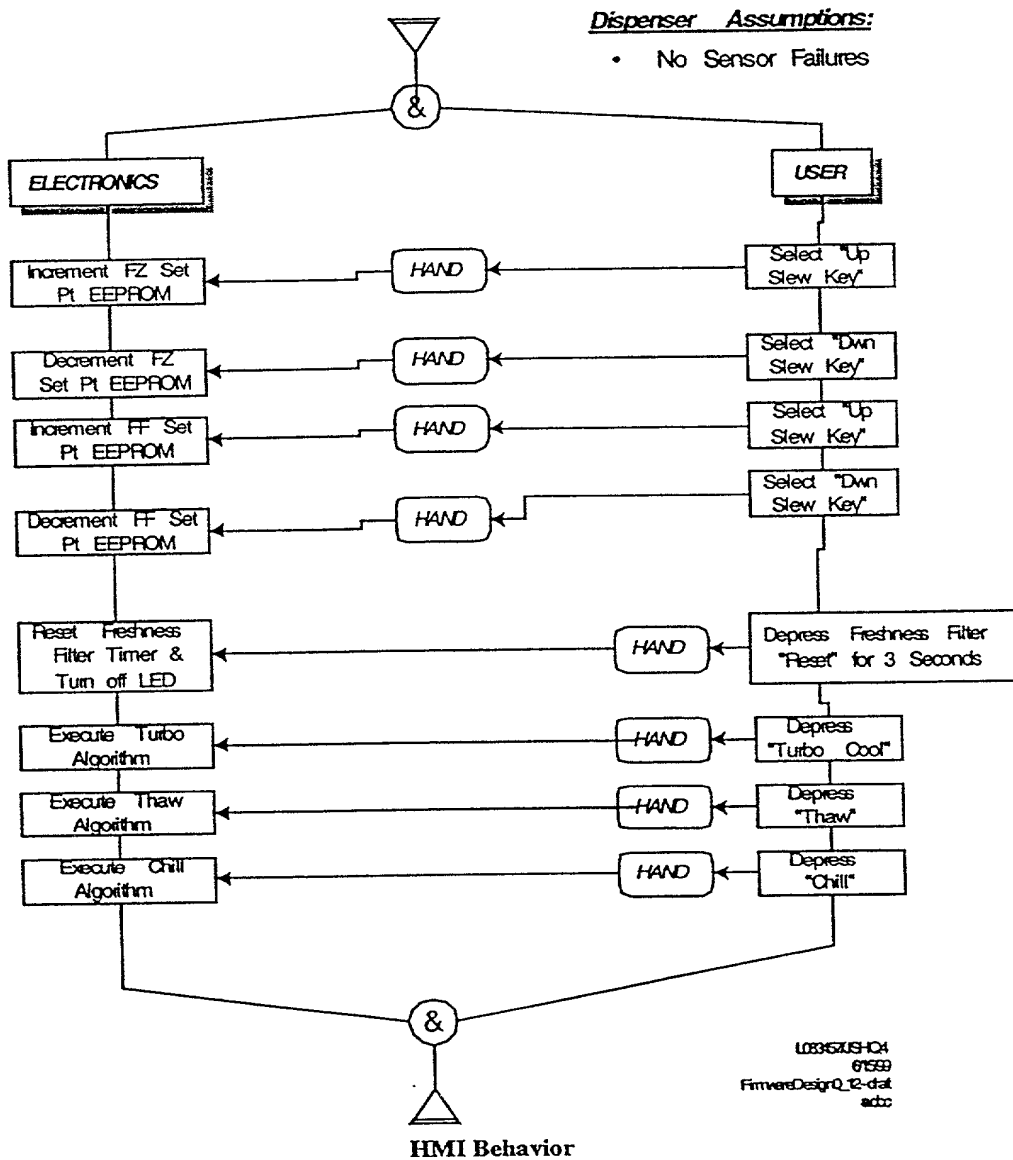 Dispenser Assumptions:
• No Sensor Failures
&
ELECTRONICS
USER
Increment FZ Set
Pt EEPROM
HAND
Select "Up
Slew Key"
Decrement FZ
Set Pt EEPROM
HAND
Select "Dwn
Slew Key"
Increment FF Set
Pt EEPROM
HAND
Select "Up
Slew Key"
Decrement FF Set
Pt EEPROM
HAND
Select "Dwn
Slew Key"
Reset Freshness
Filter Timer &
Turn off LED
HAND
Depress Freshness Filter
"Reset" for 3 Seconds
Execute Turbo
Algorithm
HAND
Depress
"Turbo Cool"
Execute Thaw
Algorithm
HAND
Depress
"Thaw"
Execute Chill
Algorithm
HAND
Depress
"Chill"
&
HMI Behavior